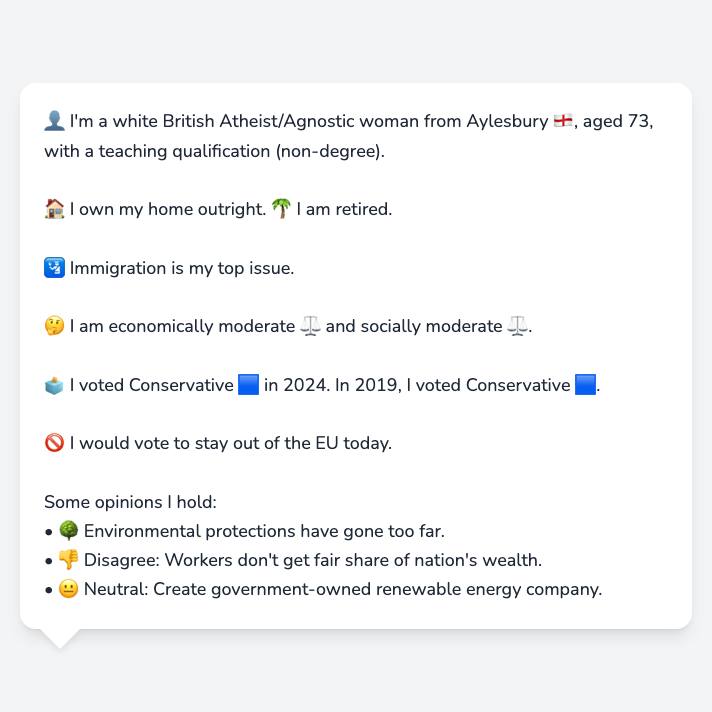 👤 I'm a white British Atheist/Agnostic woman from Aylesbury 🏴󠁧󠁢󠁥󠁮󠁧󠁿, aged 73,
with a teaching qualification (non-degree).
🏠 I own my home outright. 🌴 I am retired.
🛂 Immigration is my top issue.
🤔 I am economically moderate ⚖️ and socially moderate ⚖️.
🗳️ I voted Conservative 🟦 in 2024. In 2019, I voted Conservative 🟦.
🚫 I would vote to stay out of the EU today.
Some opinions I hold:
• 🌳 Environmental protections have gone too far.
• 👎 Disagree: Workers don't get fair share of nation's wealth.
• 😐 Neutral: Create government-owned renewable energy company.